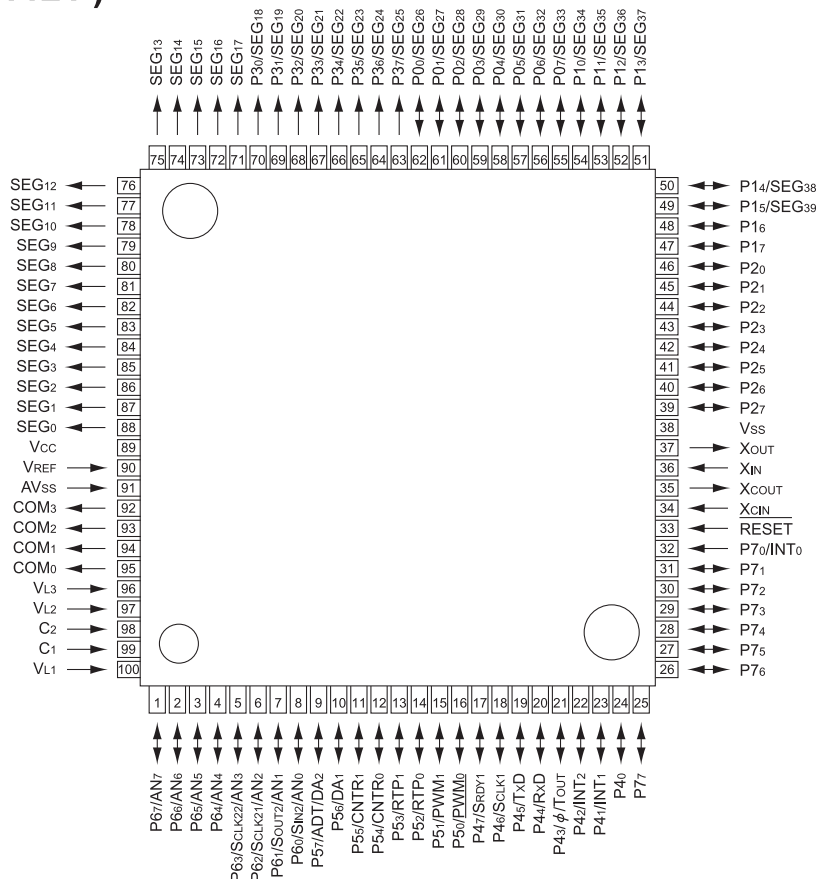 SEG13
SEG14
SEG15
SEG16
SEG17
P30/SEG18
P31/SEG19
P32/SEG20
P33/SEG21
P34/SEG22
P35/SEG23
P36/SEG24
P37/SEG25
P00/SEG26
P01/SEG27
P02/SEG28
P03/SEG29
P04/SEG30
P05/SEG31
P06/SEG32
P07/SEG33
P10/SEG34
P11/SEG35
P12/SEG36
P13/SEG37
75 74 73 72 71 70 69 68 67 66 65 64 63 62 61 60 59 58 57 56 55 54 53 52 51
SEG12 76
SEG11 77
SEG10 78
SEG9 79
SEG8 80
SEG7 81
SEG6 82
SEG5 83
SEG4 84
SEG3 85
SEG2 86
SEG1 87
SEG0 88
VCC 89
VREF 90
AVSS 91
COM3 92
COM2 93
COM1 94
COM0 95
VL3 96
VL2 97
C2 98
C1 99
VL1 100
50 P14/SEG38
49 P15/SEG39
48 P16
47 P17
46 P20
45 P21
44 P22
43 P23
42 P24
41 P25
40 P26
39 P27
38 VSS
37 XOUT
36 XIN
35 XCOUT
34 XCIN
33 RESET
32 P70/INT0
31 P71
30 P72
29 P73
28 P74
27 P75
26 P76
1 2 3 4 5 6 7 8 9 10 11 12 13 14 15 16 17 18 19 20 21 22 23 24 25
P67/AN7
P66/AN6
P65/AN5
P64/AN4
P63/SCLK22/AN3
P62/SCLK21/AN2
P61/SOUT2/AN1
P60/SIN2/AN0
P57/ADT/DA2
P56/DA1
P55/CNTR1
P54/CNTR0
P53/RTP1
P52/RTP0
P51/PWM1
P50/PWM0
P47/SRDY1
P46/SCLK1
P45/TxD
P44/RxD
P43/ϕ/TOUT
P42/INT2
P41/INT1
P40
P77